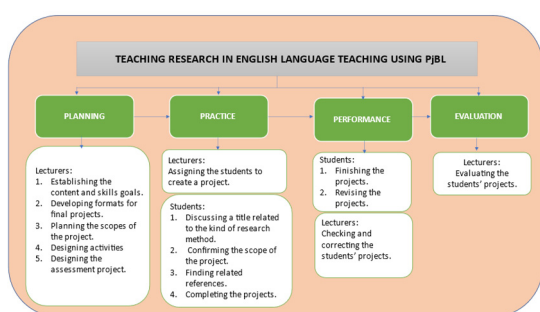 TEACHING RESEARCH IN ENGLISH LANGUAGE TEACHING USING PjBL
PLANNING
PRACTICE
PERFORMANCE
EVALUATION
Lecturers:
1. Establishing the
content and skills goals.
2. Developing formats for
final projects.
3. Planning the scopes of
the project.
4. Designing activities
5. Designing the
assessment project.
Lecturers:
Assigning the students to
create a project.
Students:
1. Discussing a title related
to the kind of research
method.
2. Confirming the scope of
the project.
3. Finding related
references.
4. Completing the projects.
Students:
1. Finishing the
projects.
2. Revising the
projects.
Lecturers:
Checking and
correcting the
students' projects.
Lecturers:
Evaluating the
students' projects.